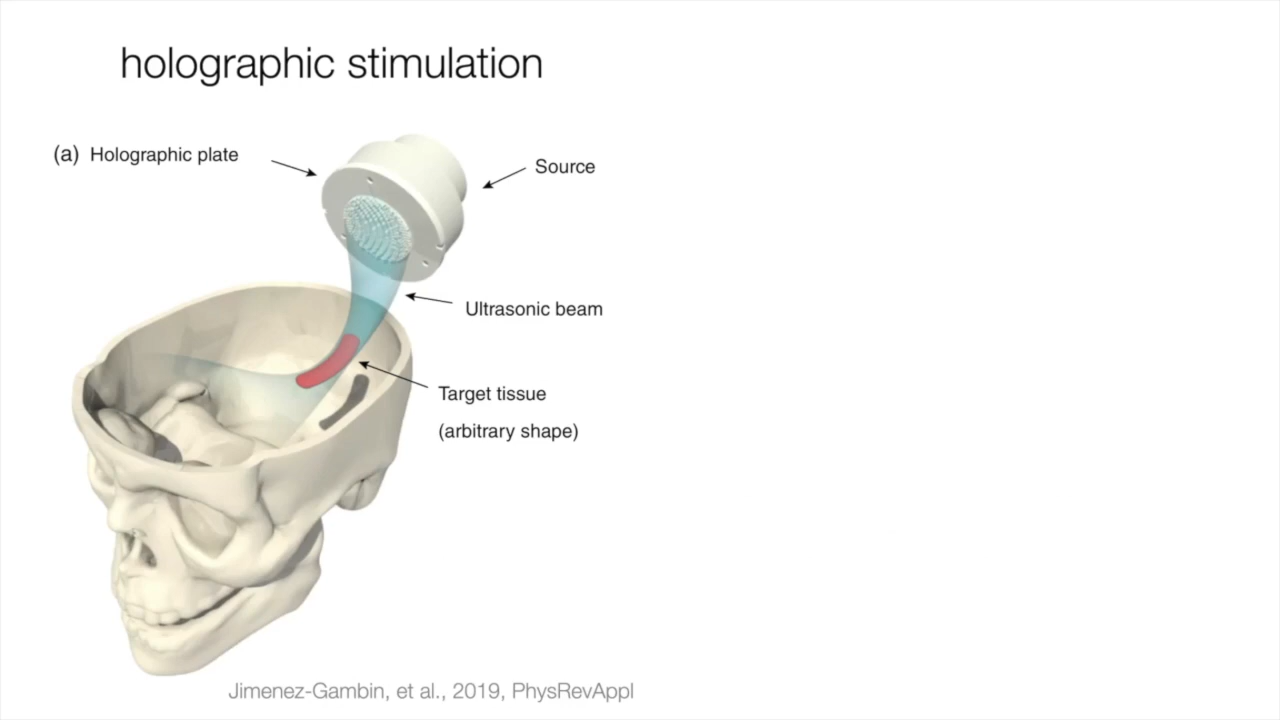 holographic stimulation
(a) Holographic plate
Source
Ultrasonic beam
Target tissue
(arbitrary shape)
Jimenez-Gambin, et al., 2019, PhysRevAppl